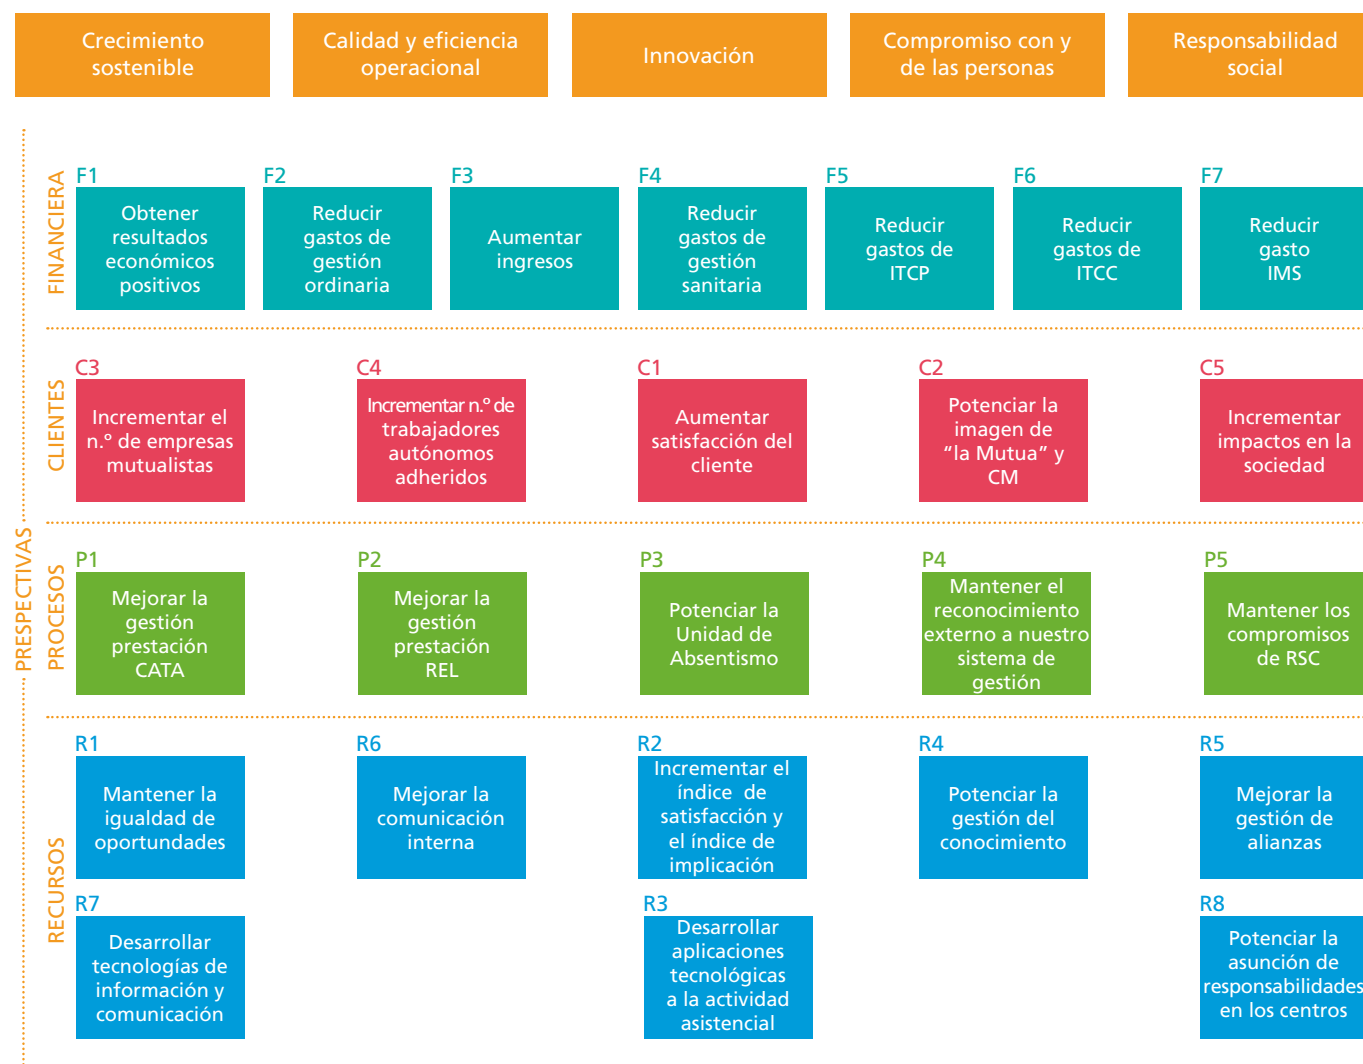 Crecimiento
sostenible
Calidad y eficiencia
operacional
Innovación
Compromiso con y
de las personas
Responsabilidad
social
PRESPECTIVAS
FINANCIERA
F1
Obtener
resultados
económicos
positivos
F2
Reducir
gastos de
gestión
ordinaria
F3
Aumentar
ingresos
F4
Reducir
gastos de
gestión
sanitaria
F5
Reducir
gastos de
ITCP
F6
Reducir
gastos de
ITCC
F7
Reducir
gasto
IMS
CLIENTES
C3
Incrementar el
n.º de empresas
mutualistas
C4
Incrementar n.º de
trabajadores
autónomos
adheridos
C1
Aumentar
satisfacción del
cliente
C2
Potenciar la
imagen de
“la Mutua” y
CM
C5
Incrementar
impactos en la
sociedad
PROCESOS
P1
Mejorar la
gestión
prestación
CATA
P2
Mejorar la
gestión
prestación
REL
P3
Potenciar la
Unidad de
Absentismo
P4
Mantener el
reconocimiento
externo a nuestro
sistema de
gestión
P5
Mantener los
compromisos
de RSC
RECURSOS
R1
Mantener la
igualdad de
oportundades
R6
Mejorar la
comunicación
interna
R2
Incrementar el
índice de
satisfacción y
el índice de
implicación
R4
Potenciar la
gestión del
conocimiento
R5
Mejorar la
gestión de
alianzas
R7
Desarrollar
tecnologías de
información y
comunicación
R3
Desarrollar
aplicaciones
tecnológicas
a la actividad
asistencial
R8
Potenciar la
asunción de
responsabilidades
en los centros